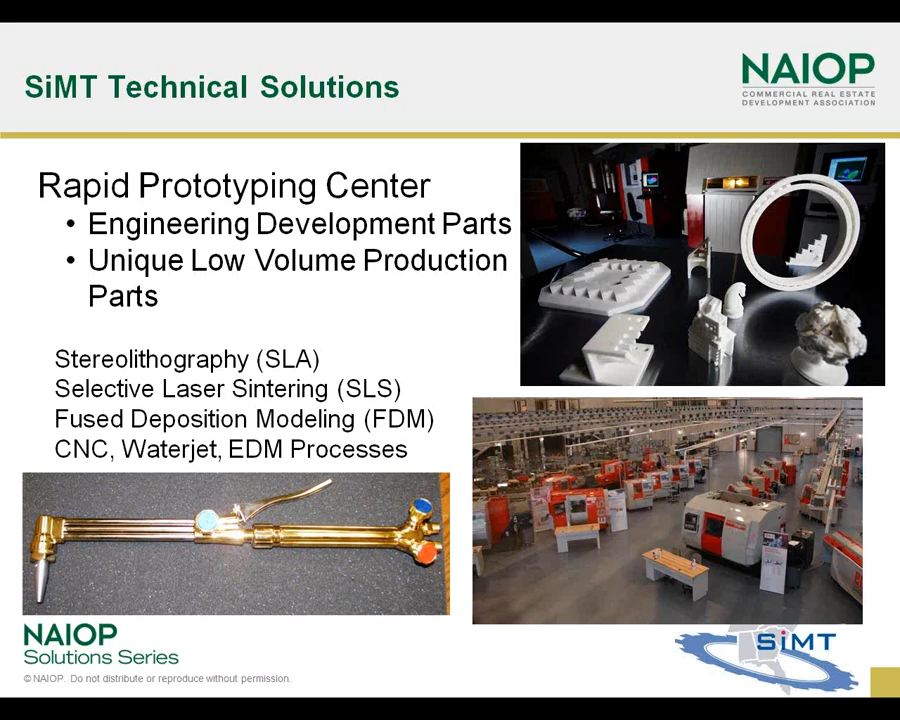 SiMT Technical Solutions
NAIOP
COMMERCIAL REAL ESTATE
DEVELOPMENT ASSOCIATION
Rapid Prototyping Center
• Engineering Development Parts
• Unique Low Volume Production
Parts
Stereolithography (SLA)
Selective Laser Sintering (SLS)
Fused Deposition Modeling (FDM)
CNC, Waterjet, EDM Processes
NAIOP
Solutions Series
© NAIOP. Do not distribute or reproduce without permission.
SiMT